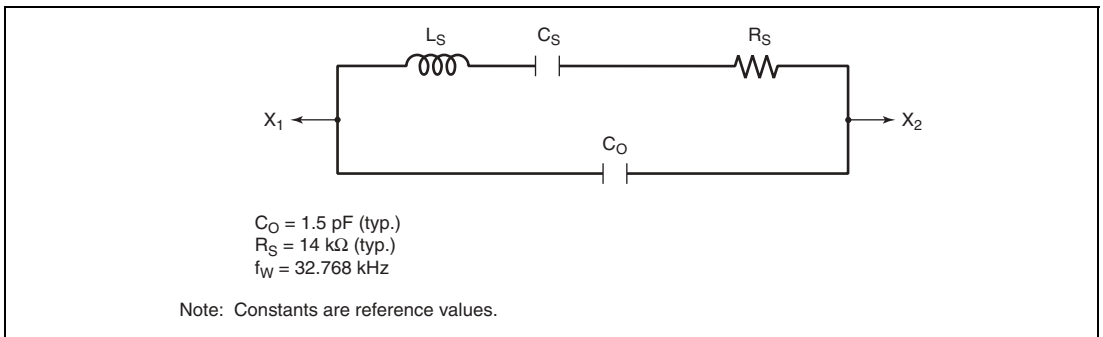 L_S C_S R_S
X_1 X_2
C_O
C_O = 1.5 pF (typ.)
R_S = 14 kΩ (typ.)
f_W = 32.768 kHz
Note: Constants are reference values.